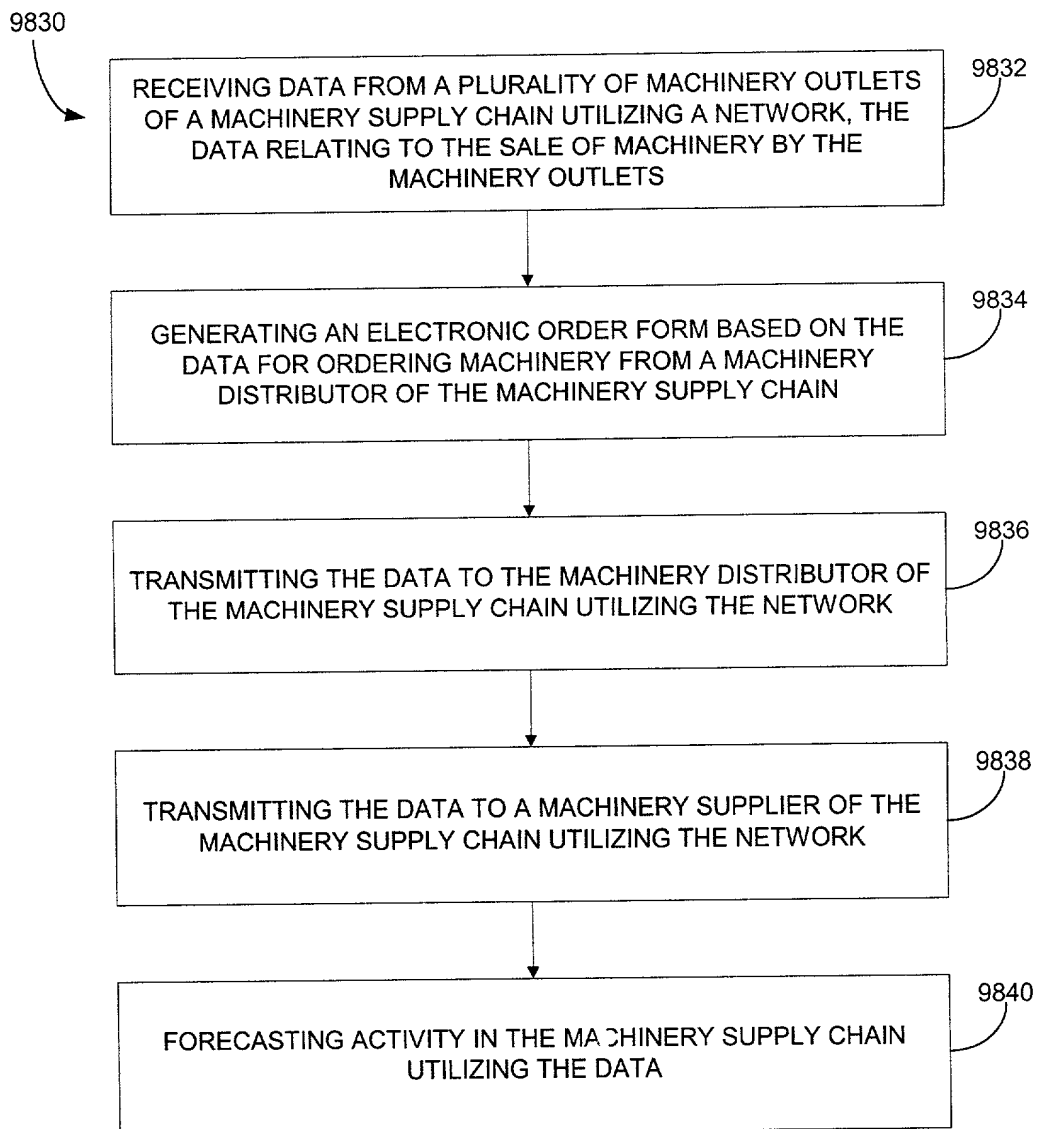 9830
RECEIVING DATA FROM A PLURALITY OF MACHINERY OUTLETS
OF A MACHINERY SUPPLY CHAIN UTILIZING A NETWORK, THE
DATA RELATING TO THE SALE OF MACHINERY BY THE
MACHINERY OUTLETS
9832
GENERATING AN ELECTRONIC ORDER FORM BASED ON THE
DATA FOR ORDERING MACHINERY FROM A MACHINERY
DISTRIBUTOR OF THE MACHINERY SUPPLY CHAIN
9834
TRANSMITTING THE DATA TO THE MACHINERY DISTRIBUTOR OF
THE MACHINERY SUPPLY CHAIN UTILIZING THE NETWORK
9836
TRANSMITTING THE DATA TO A MACHINERY SUPPLIER OF THE
MACHINERY SUPPLY CHAIN UTILIZING THE NETWORK
9838
FORECASTING ACTIVITY IN THE MACHINERY SUPPLY CHAIN
UTILIZING THE DATA
9840